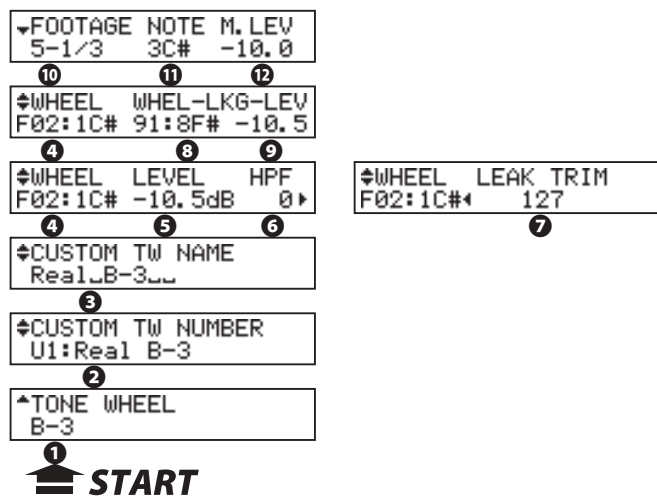 FOOTAGE NOTE M.LEV
5-1/3 3C# -10.0
⑩ ⑪ ⑫
WHEEL WHEL-LKG-LEV
F02:1C# 91:8F# -10.5
④ ⑧ ⑨
WHEEL LEVEL HPF
F02:1C# -10.5dB 0
④ ⑤ ⑥
WHEEL LEAK TRIM
F02:1C# 127
⑦
CUSTOM TW NAME
Real␣B-3␣␣
③
CUSTOM TW NUMBER
U1:Real B-3
②
TONE WHEEL
B-3
①
START